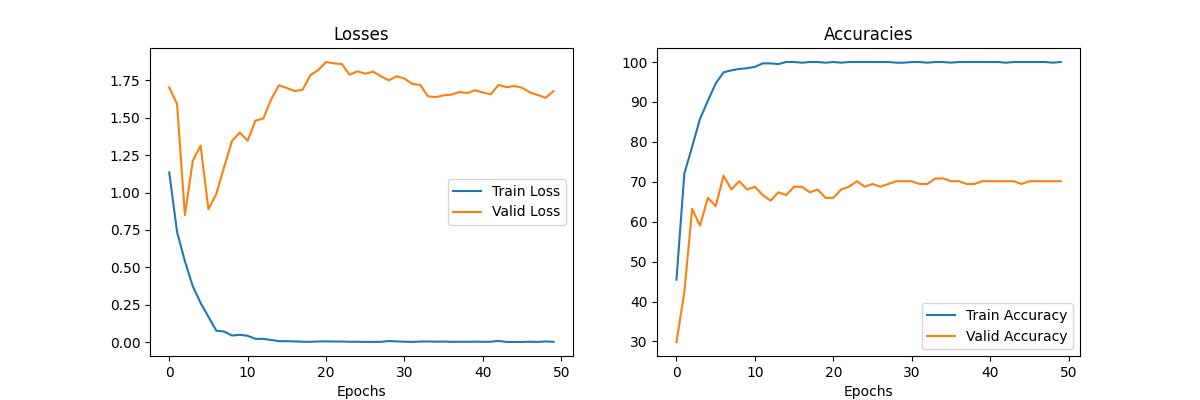 Losses
1.75
1.50
1.25
1.00
0.75
0.50
0.25
0.00
Train Loss
Valid Loss
0 10 20 30 40 50
Epochs
Accuracies
100
90
80
70
60
50
40
30
Train Accuracy
Valid Accuracy
0 10 20 30 40 50
Epochs